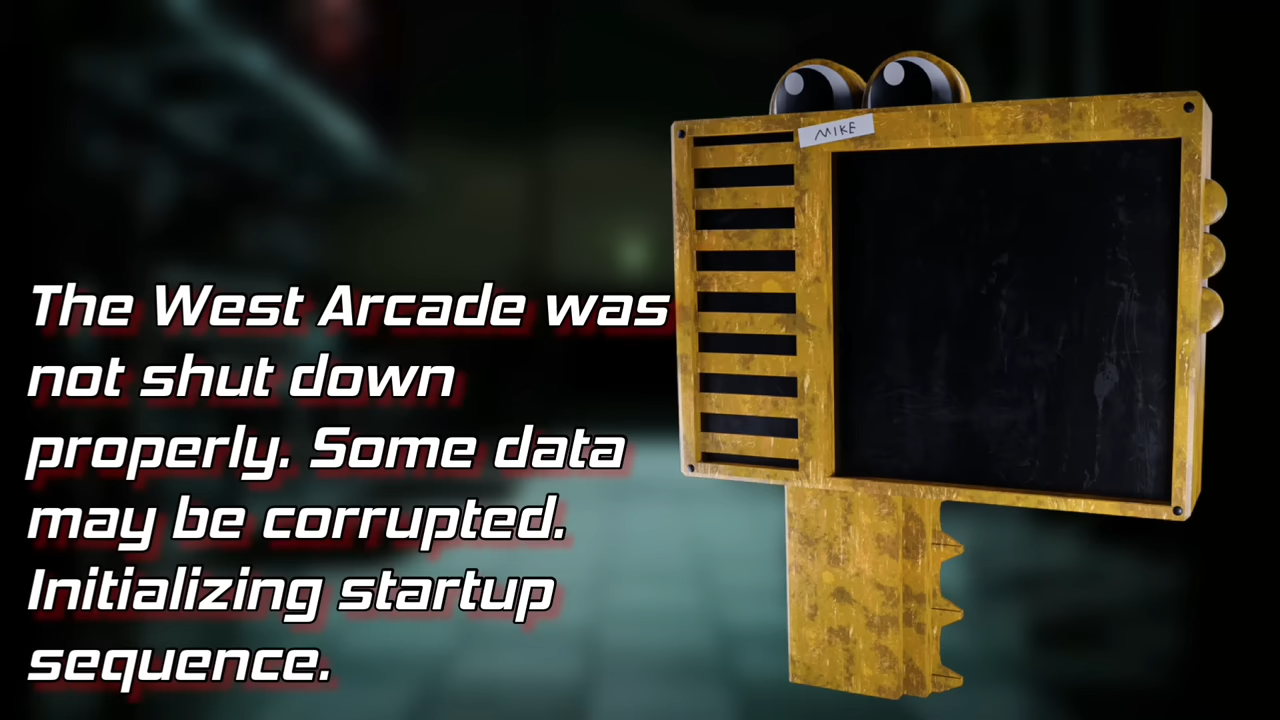 MIKE
The West Arcade was
not shut down
properly. Some data
may be corrupted.
Initializing startup
sequence.